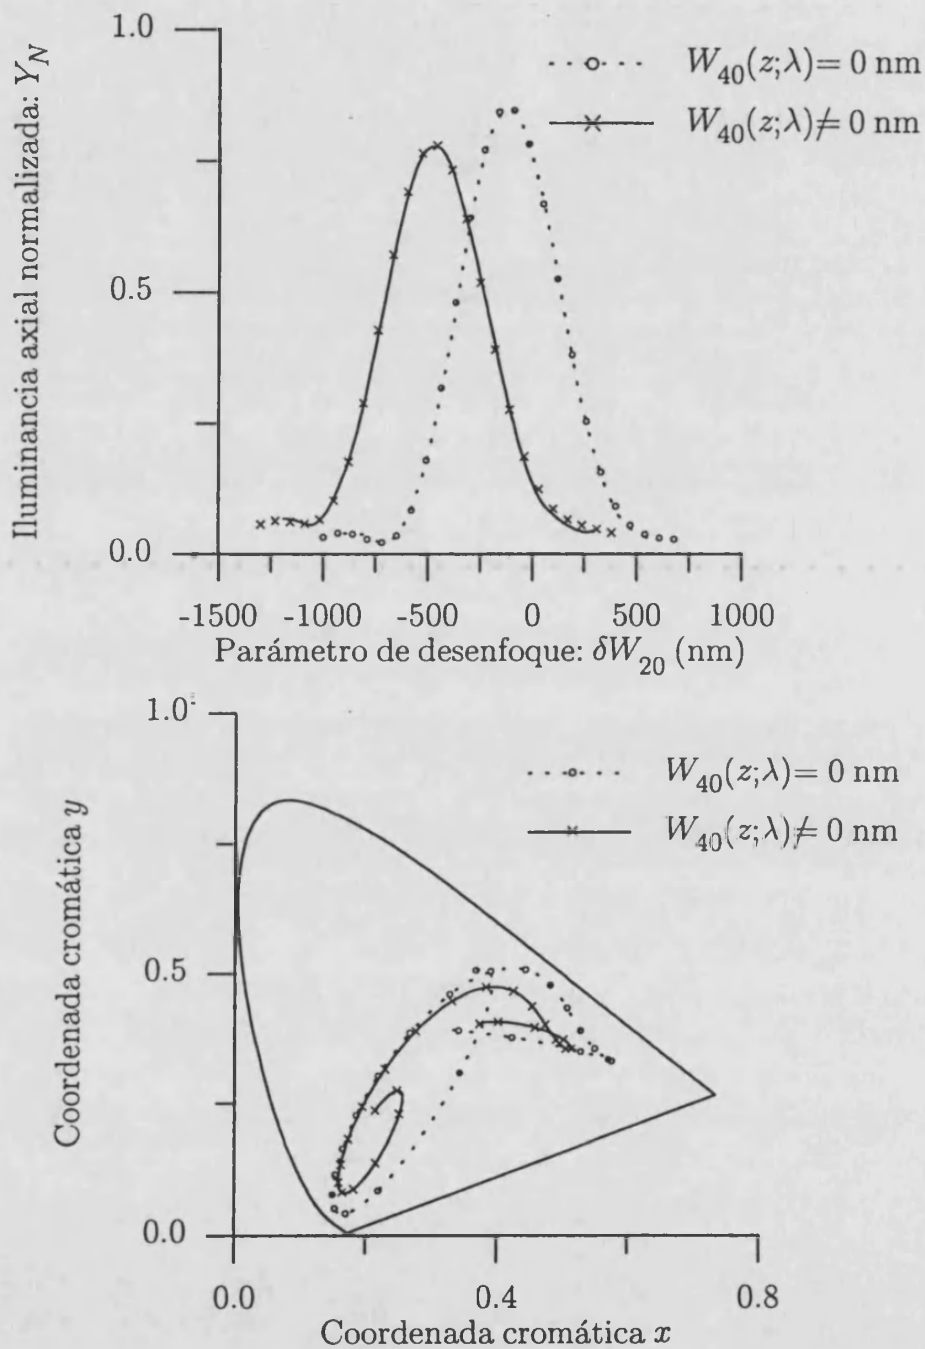 Iluminancia axial normalizada: Y_N
1.0
0.5
0.0
W_40(z;λ)= 0 nm
W_40(z;λ)≠ 0 nm
-1500 -1000 -500 0 500 1000
Parámetro de desenfoque: δW_20 (nm)
Coordenada cromática y
1.0
0.5
0.0
W_40(z;λ)= 0 nm
W_40(z;λ)≠ 0 nm
0.0 0.4 0.8
Coordenada cromática x